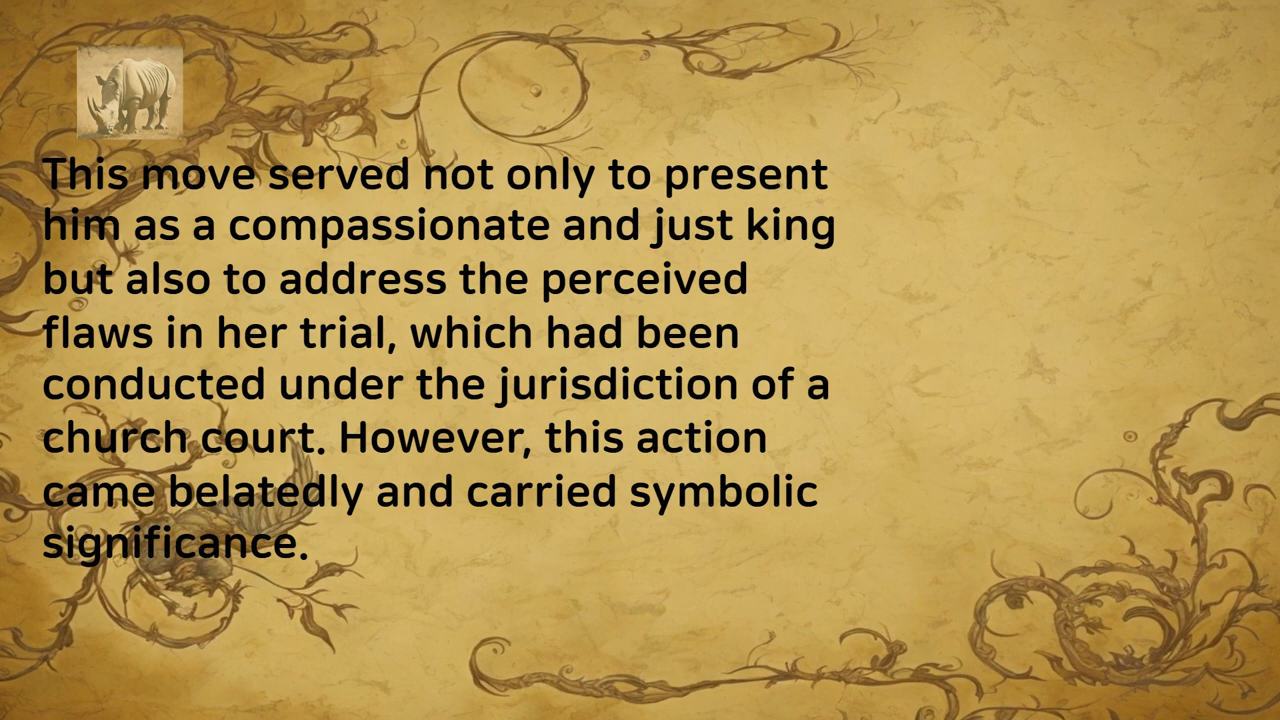 This move served not only to present
him as a compassionate and just king
but also to address the perceived
flaws in her trial, which had been
conducted under the jurisdiction of a
church court. However, this action
came belatedly and carried symbolic
significance.